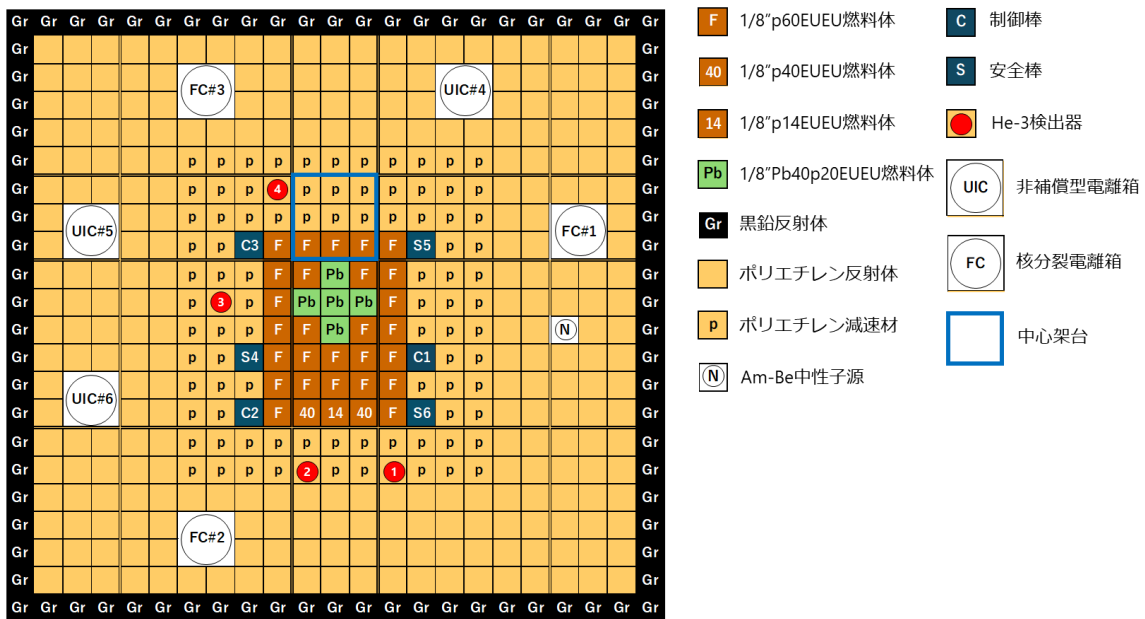 Gr Gr Gr Gr Gr Gr Gr Gr Gr Gr Gr Gr Gr Gr Gr Gr Gr Gr Gr Gr Gr Gr Gr
Gr Gr
Gr Gr
FC#3 UIC#4
Gr Gr
Gr Gr
Gr p p p p p p p p p p p Gr
Gr p p p 4 p p p p p p p Gr
Gr p p p p p p p p p p p Gr
UIC#5 FC#1
Gr p p C3 F F F F F S5 p p Gr
Gr p p p F F Pb F F p p p Gr
Gr p 3 p F Pb Pb Pb F p p p Gr
Gr p p p F F Pb F F p p p N Gr
Gr p p S4 F F F F F C1 p p Gr
Gr p p p F F F F F p p p Gr
UIC#6
Gr p p C2 F 40 14 40 F S6 p p Gr
Gr p p p p p p p p p p p Gr
Gr p p p p 2 p p 1 p p p Gr
Gr Gr
Gr Gr
FC#2
Gr Gr
Gr Gr
Gr Gr Gr Gr Gr Gr Gr Gr Gr Gr Gr Gr Gr Gr Gr Gr Gr Gr Gr Gr Gr Gr Gr
F 1/8”p60EUEU燃料体
40 1/8”p40EUEU燃料体
14 1/8”p14EUEU燃料体
Pb 1/8”Pb40p20EUEU燃料体
Gr 黒鉛反射体
ポリエチレン反射体
p ポリエチレン減速材
N Am-Be中性子源
C 制御棒
S 安全棒
He-3検出器
UIC 非補償型電離箱
FC 核分裂電離箱
中心架台